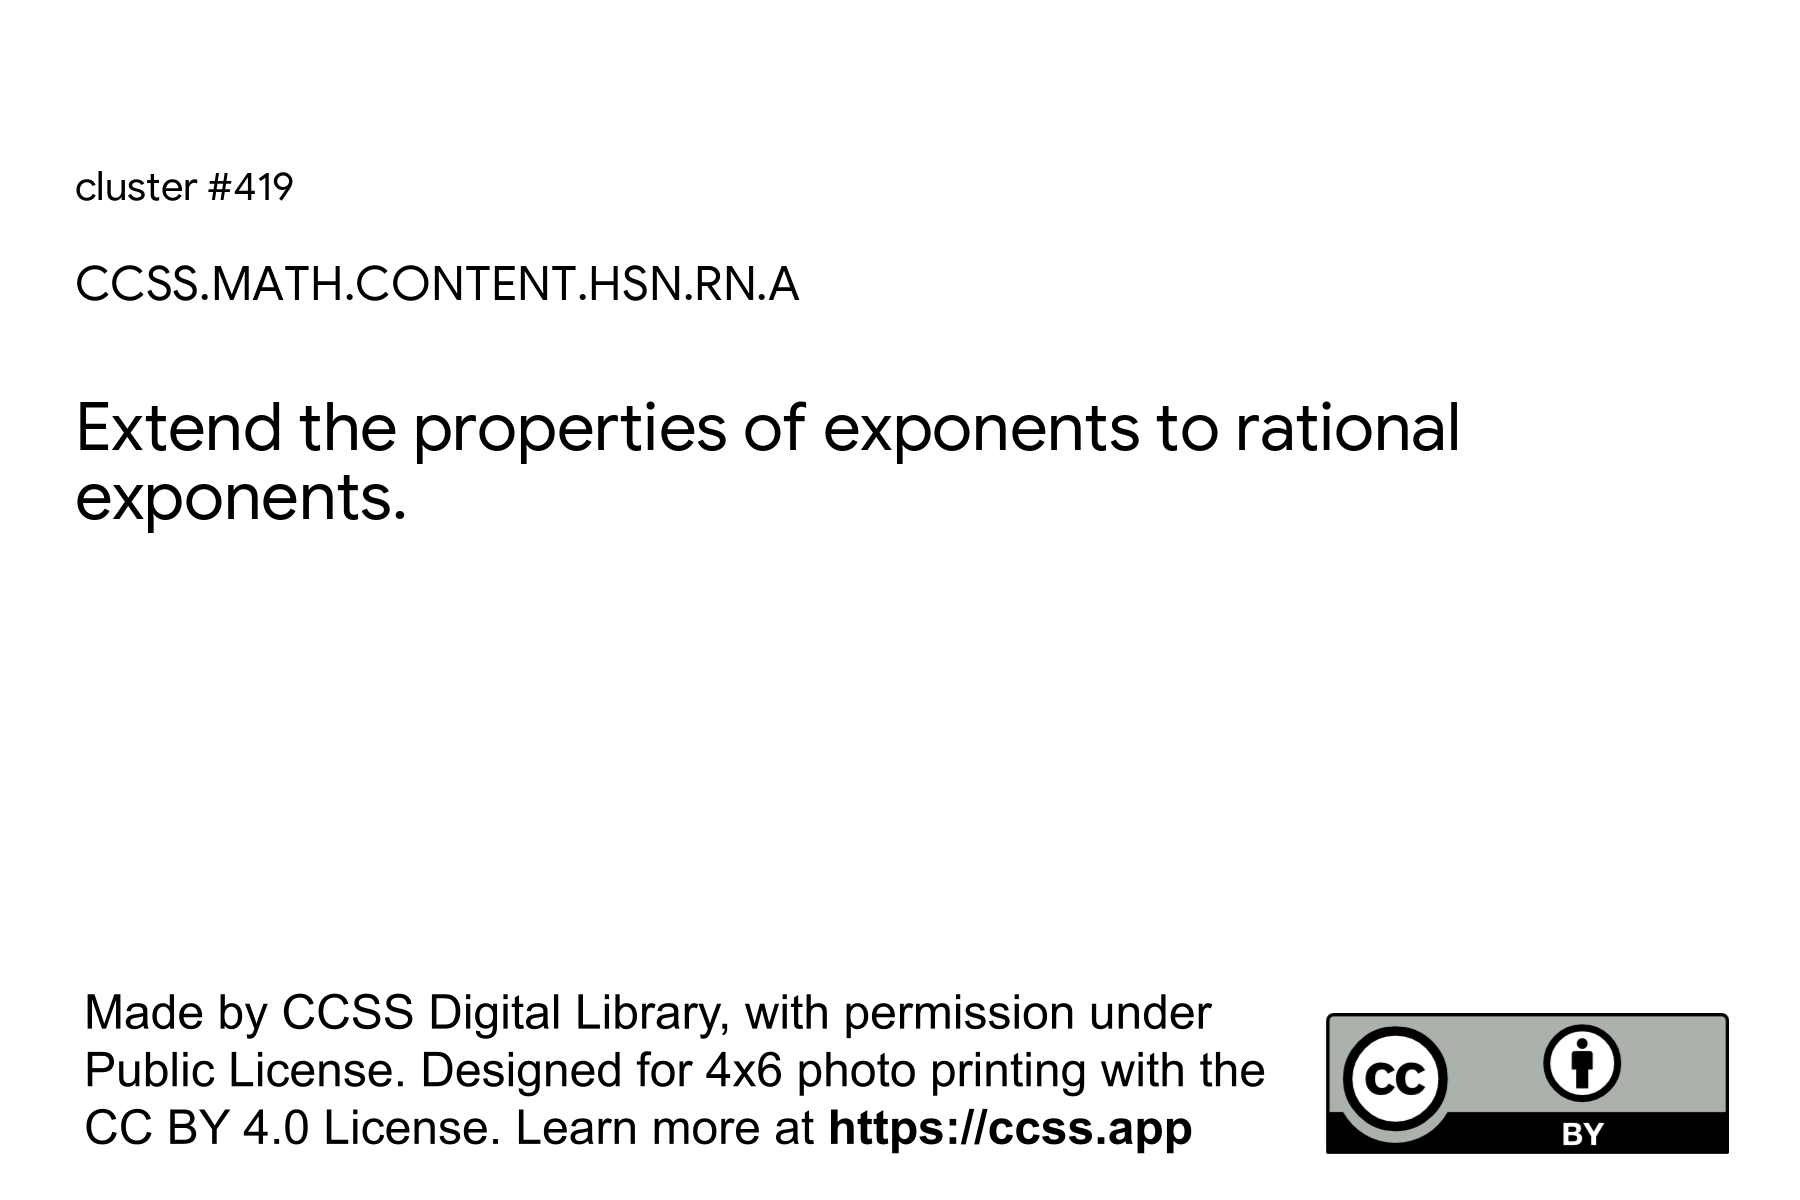 cluster #419
CCSS.MATH.CONTENT.HSN.RN.A
Extend the properties of exponents to rational
exponents.
Made by CCSS Digital Library, with permission under
Public License. Designed for 4x6 photo printing with the
CC BY 4.0 License. Learn more at https://ccss.app
cc
BY